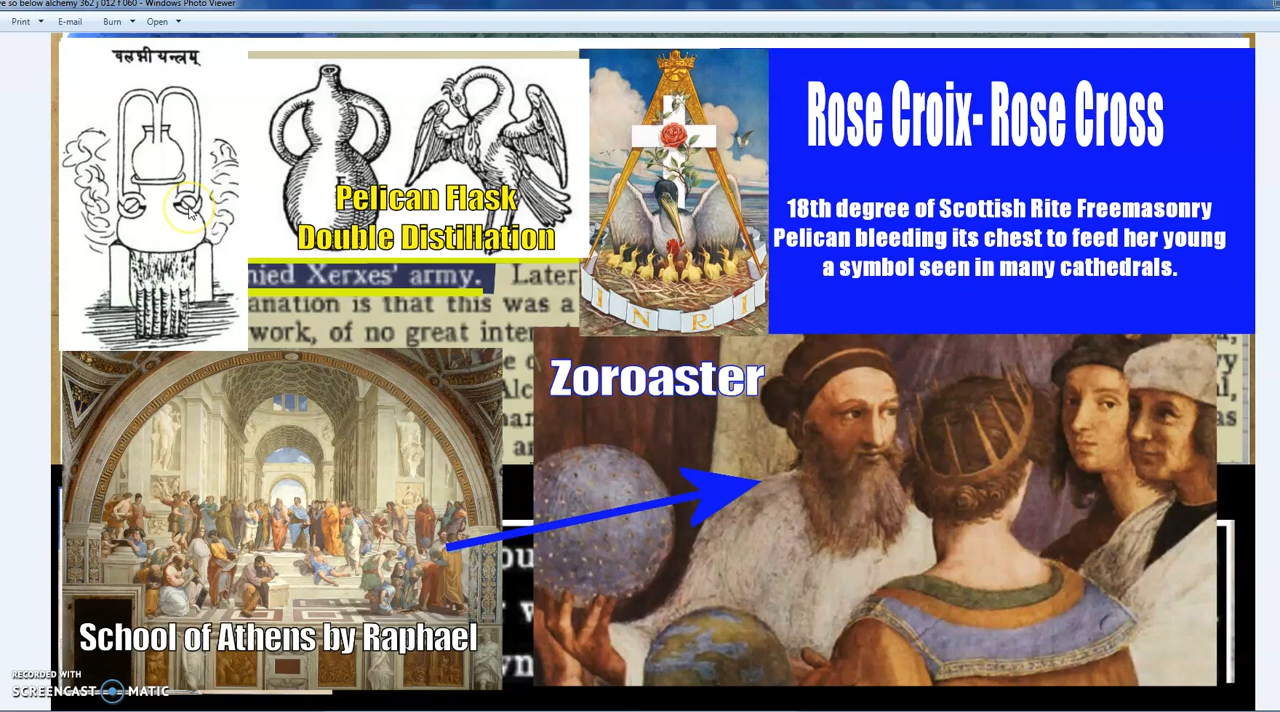 ve so below alchemy 362 j 012 f 060 - Windows Photo Viewer
Print
E-mail
Burn
Open
वलभी यन्त्रम्
Pelican Flask
Double Distillation
Rose Croix- Rose Cross
18th degree of Scottish Rite Freemasonry
Pelican bleeding its chest to feed her young
a symbol seen in many cathedrals.
I N R I
nied Xerxes' army. Later
anation is that this was a
work, of no great inter
Zoroaster
School of Athens by Raphael
RECORDED WITH
SCREENCAST MATIC